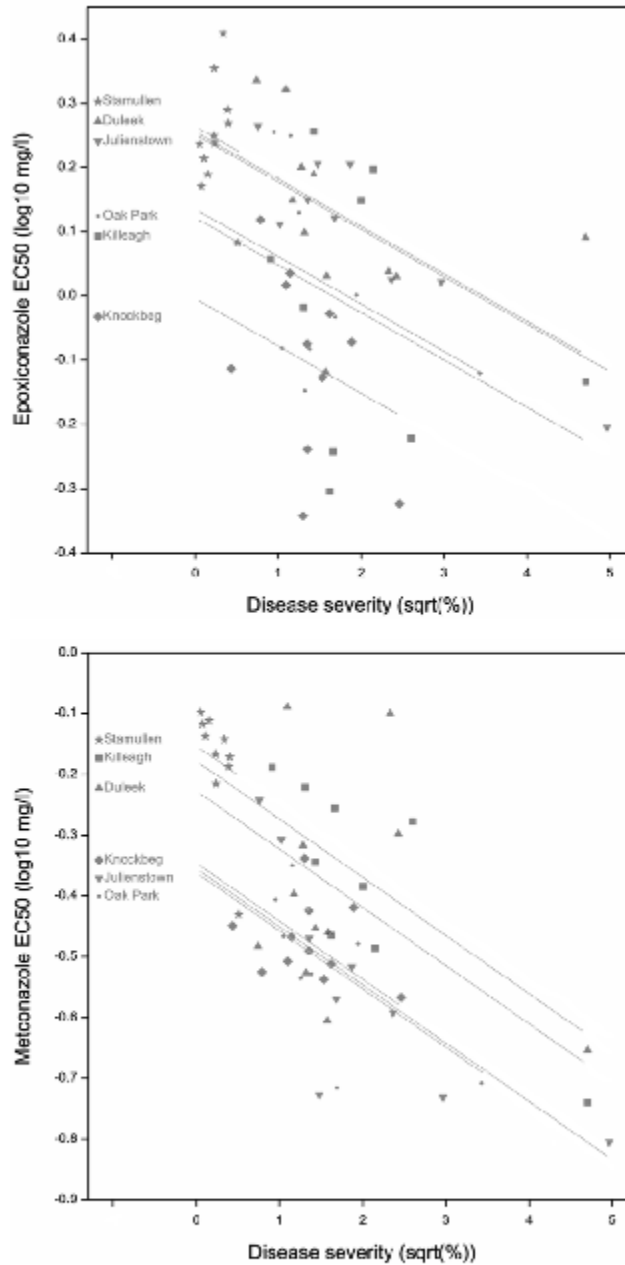 0.4
★Stamullen
0.3
▲Duleek
▼Julienstown
0.2
Oak Park
0.1
■Killeagh
0.0
◆Knockbeg
-0.1
-0.2
-0.3
-0.4
0 1 2 3 4 5
Epoxiconazole EC50 (log10 mg/l)
Disease severity (sqrt(%))
0.0
-0.1
★Stamullen
■Killeagh
-0.2
▲Duleek
-0.3
◆Knockbeg
▼Julienstown
-0.4
Oak Park
-0.5
-0.6
-0.7
-0.8
-0.9
0 1 2 3 4 5
Metconazole EC50 (log10 mg/l)
Disease severity (sqrt(%))